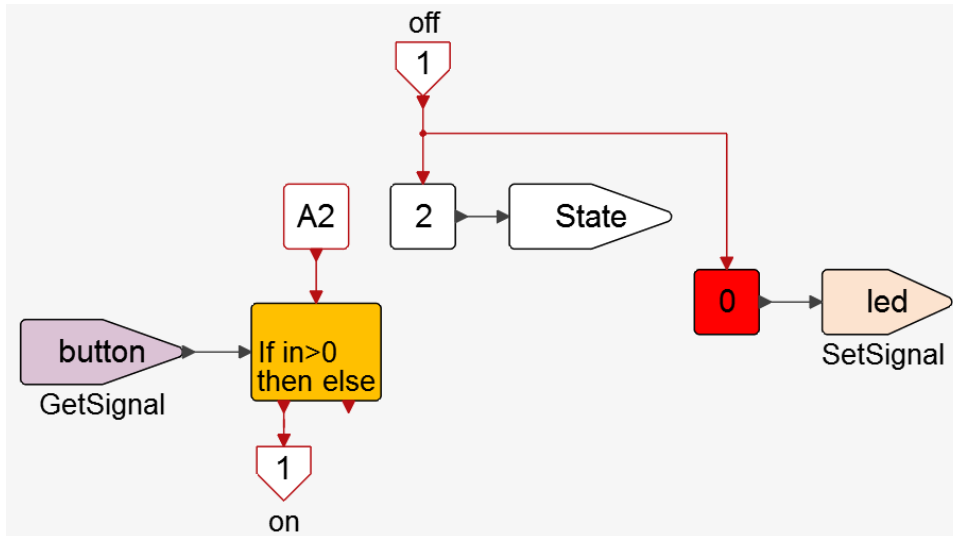 off
1
A2
2
State
0
led
SetSignal
button
GetSignal
If in>0
then else
1
on